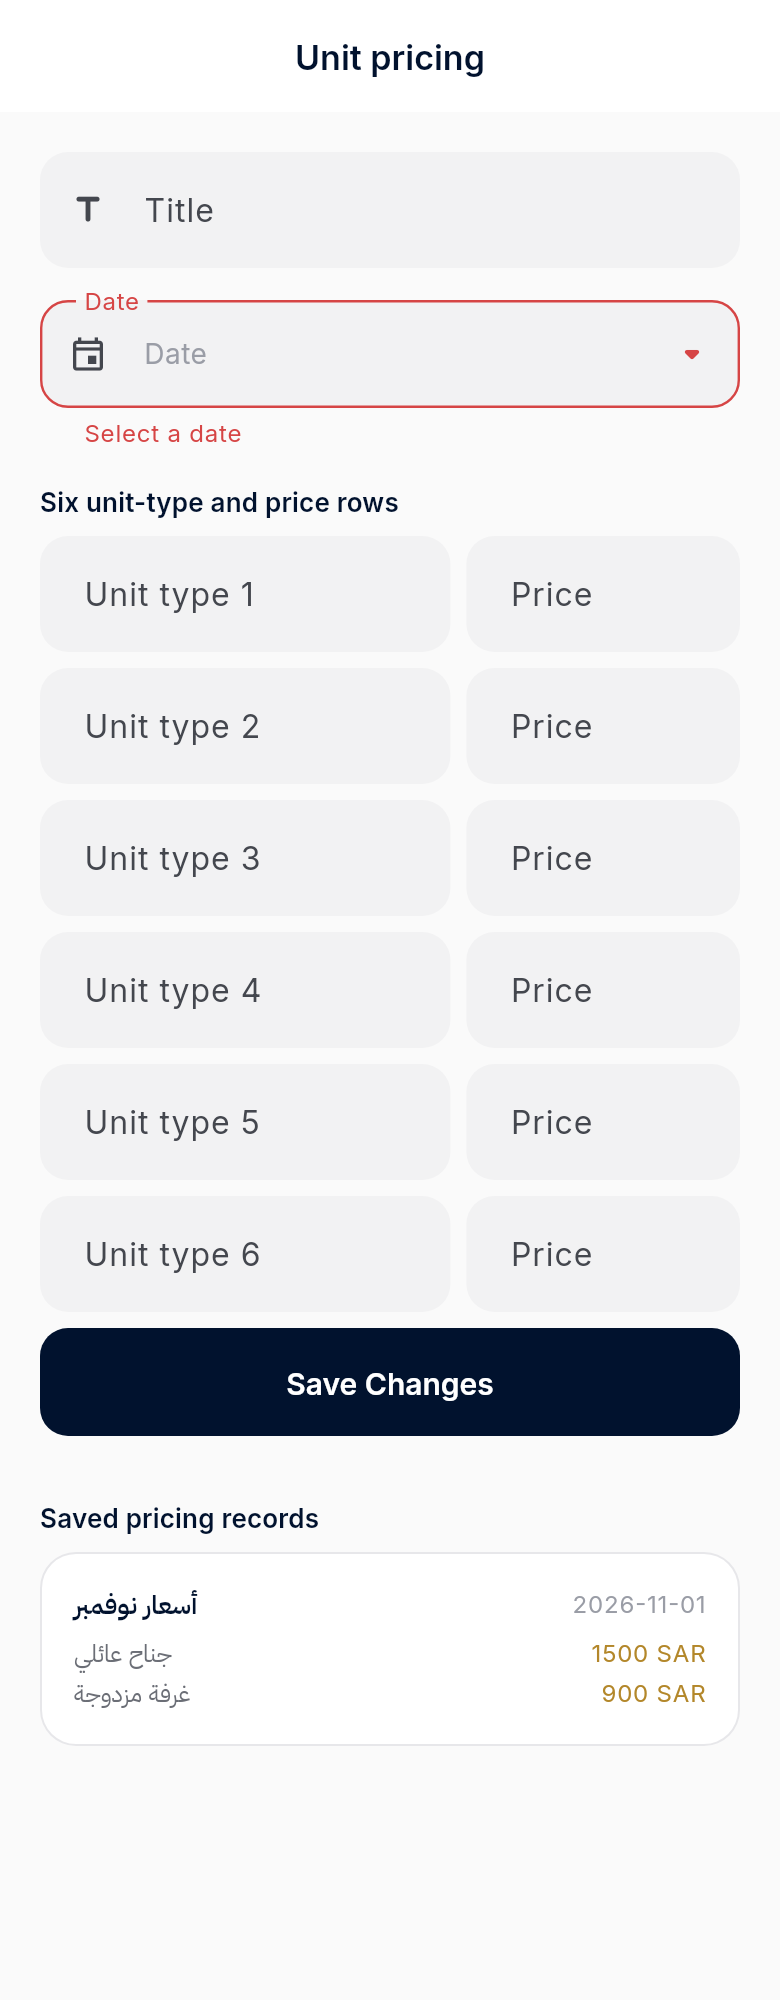 Unit pricing
Title
Date
Date
Select a date
Six unit-type and price rows
Unit type 1 Price
Unit type 2 Price
Unit type 3 Price
Unit type 4 Price
Unit type 5 Price
Unit type 6 Price
Save Changes
Saved pricing records
أسعار نوفمبر 2026-11-01
جناح عائلي 1500 SAR
غرفة مزدوجة 900 SAR